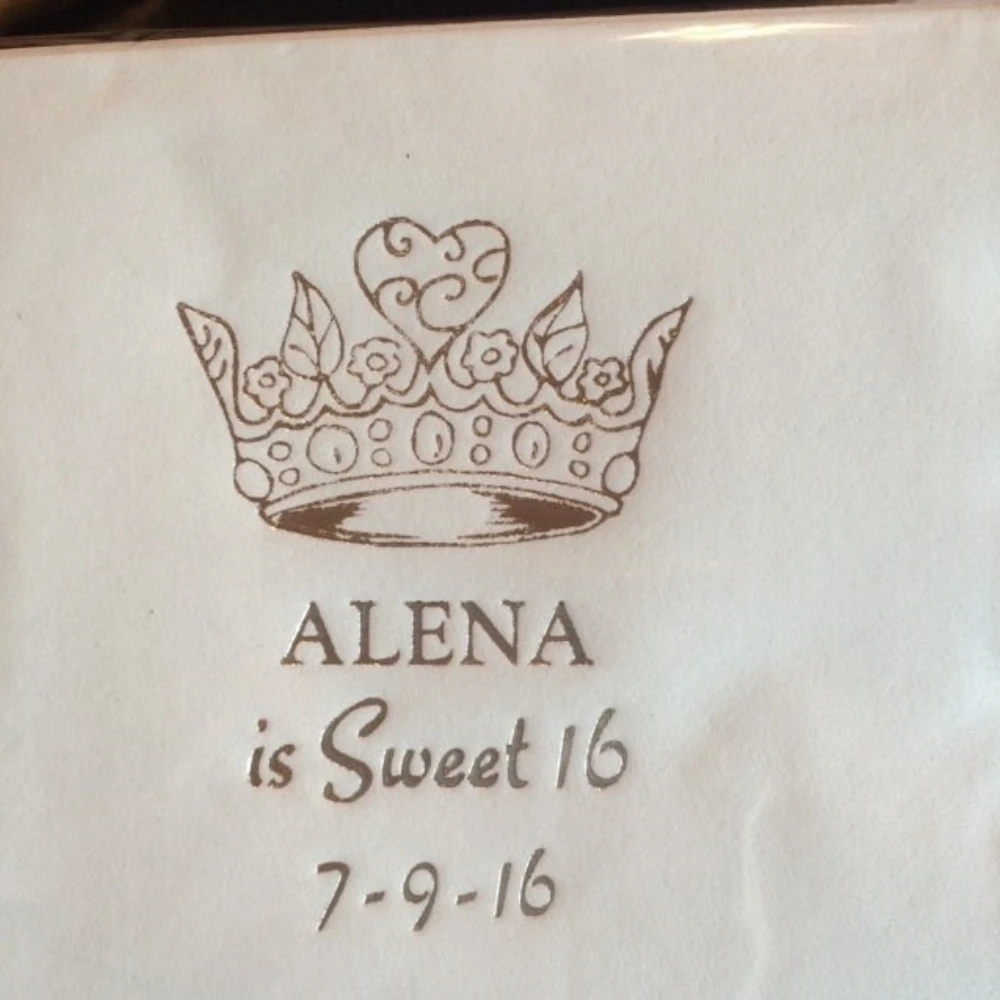 ALENA
is Sweet 16
7-9-16